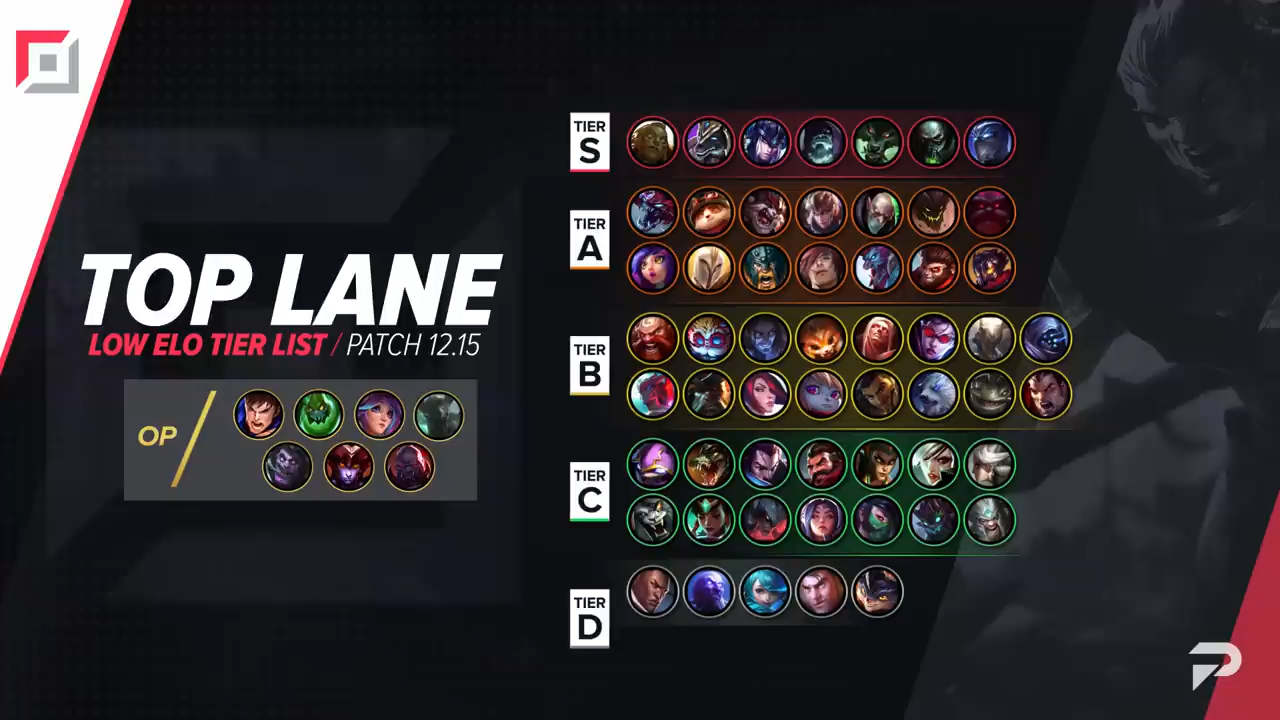 TOP LANE
LOW ELO TIER LIST / PATCH 12.15
OP /
TIER
S
TIER
A
TIER
B
TIER
C
TIER
D